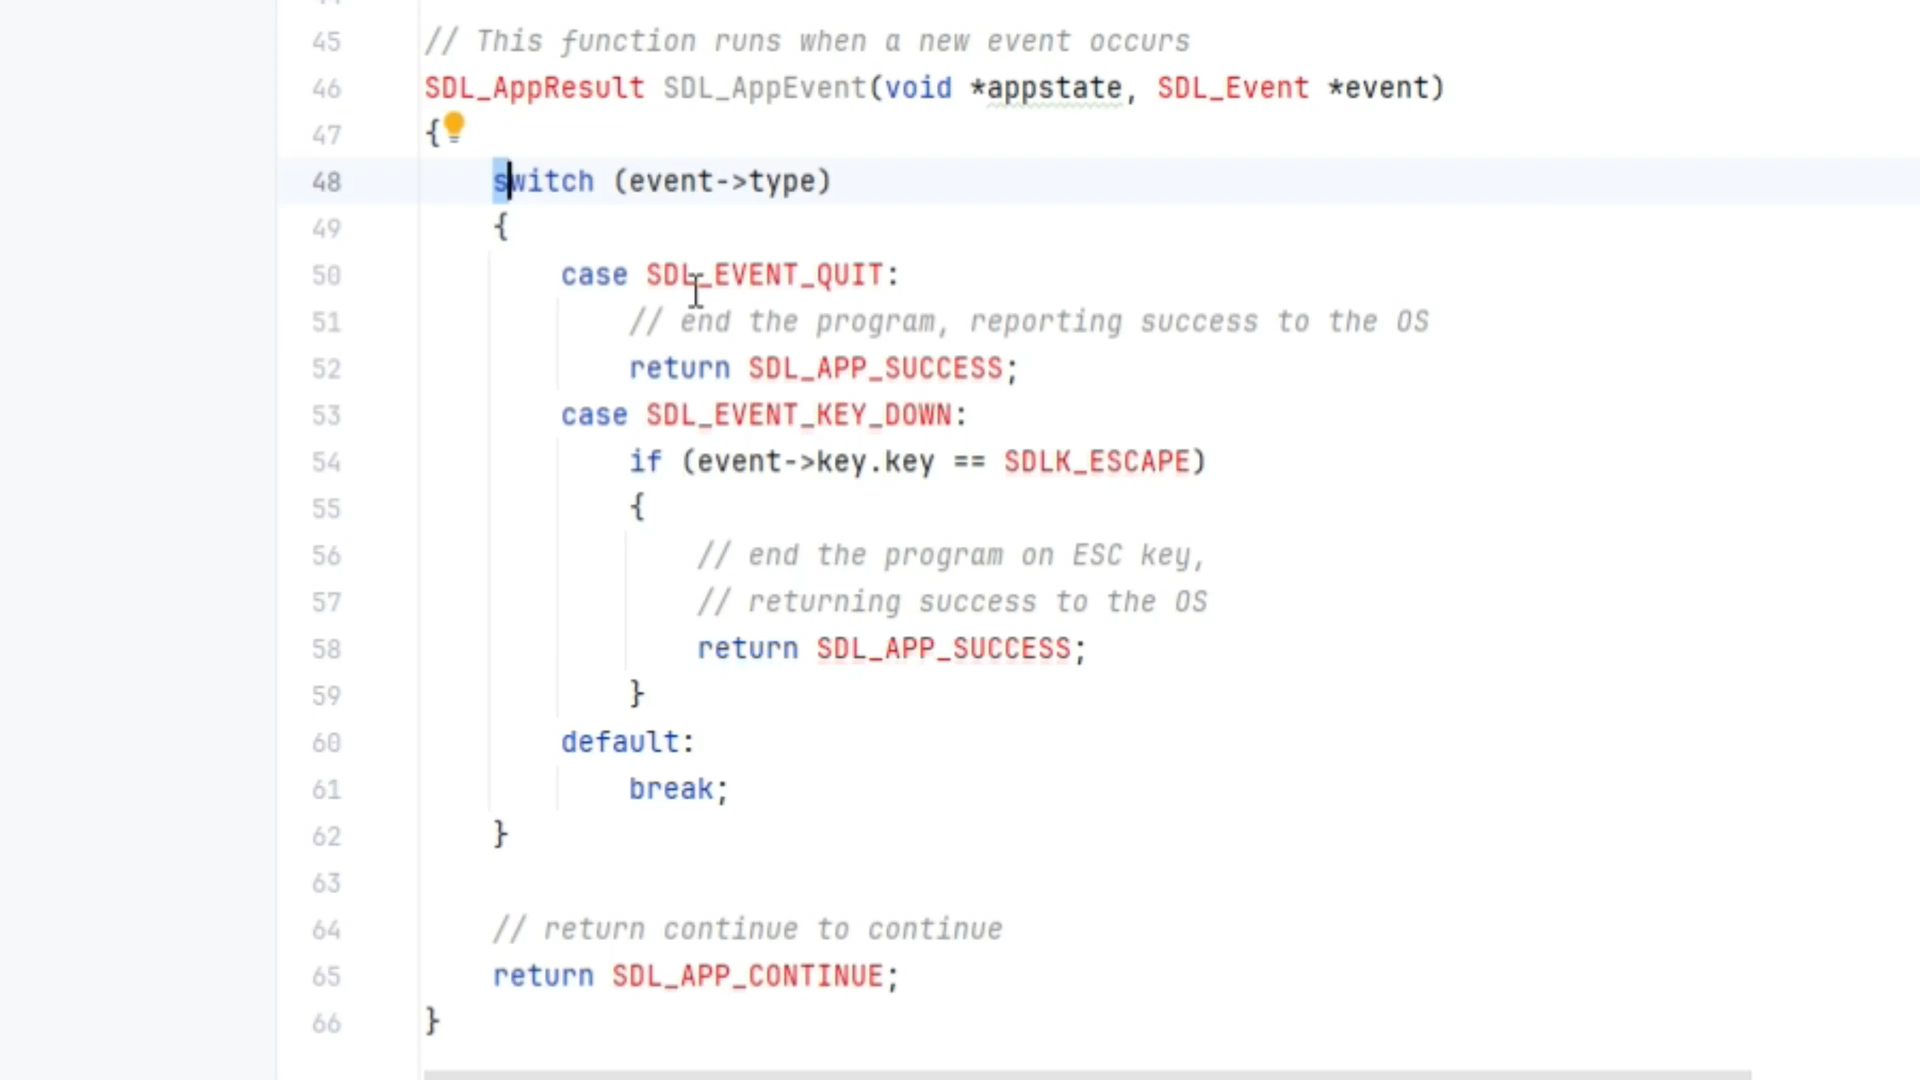 45 // This function runs when a new event occurs
46 SDL_AppResult SDL_AppEvent(void *appstate, SDL_Event *event)
47 {
48 switch (event->type)
49 {
50 case SDL_EVENT_QUIT:
51 // end the program, reporting success to the OS
52 return SDL_APP_SUCCESS;
53 case SDL_EVENT_KEY_DOWN:
54 if (event->key.key == SDLK_ESCAPE)
55 {
56 // end the program on ESC key,
57 // returning success to the OS
58 return SDL_APP_SUCCESS;
59 }
60 default:
61 break;
62 }
63
64 // return continue to continue
65 return SDL_APP_CONTINUE;
66 }